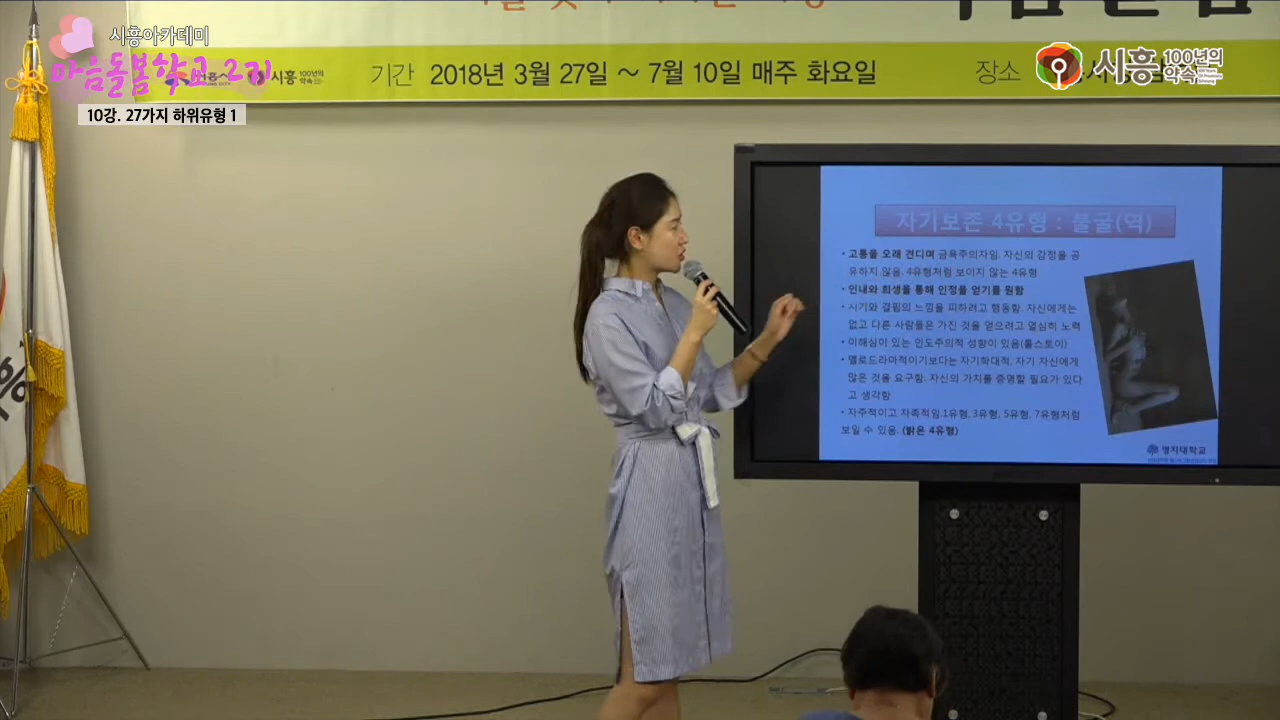 시흥아카데미
마음돌봄학교 2기
10강. 27가지 하위유형 1
시흥 100년의 약속
기간 2018년 3월 27일 ~ 7월 10일 매주 화요일
장소
시흥 100년의 약속
자기보존 4유형 : 불굴(역)
• 고통을 오래 견디며 금욕주의자임. 자신의 감정을 공
유하지 않음. 4유형처럼 보이지 않는 4유형
• 인내와 희생을 통해 인정을 얻기를 원함
• 시기와 결핍의 느낌을 피하려고 행동함. 자신에게는
없고 다른 사람들은 가진 것을 얻으려고 열심히 노력
• 이해심이 있는 인도주의적 성향이 있음(톨스토이)
• 멜로드라마적이기보다는 자기학대적, 자기 자신에게
많은 것을 요구함. 자신의 가치를 증명할 필요가 있다
고 생각함
• 자주적이고 자족적임.1유형, 3유형, 5유형, 7유형처럼
보일 수 있음. (밝은 4유형)
명지대학교